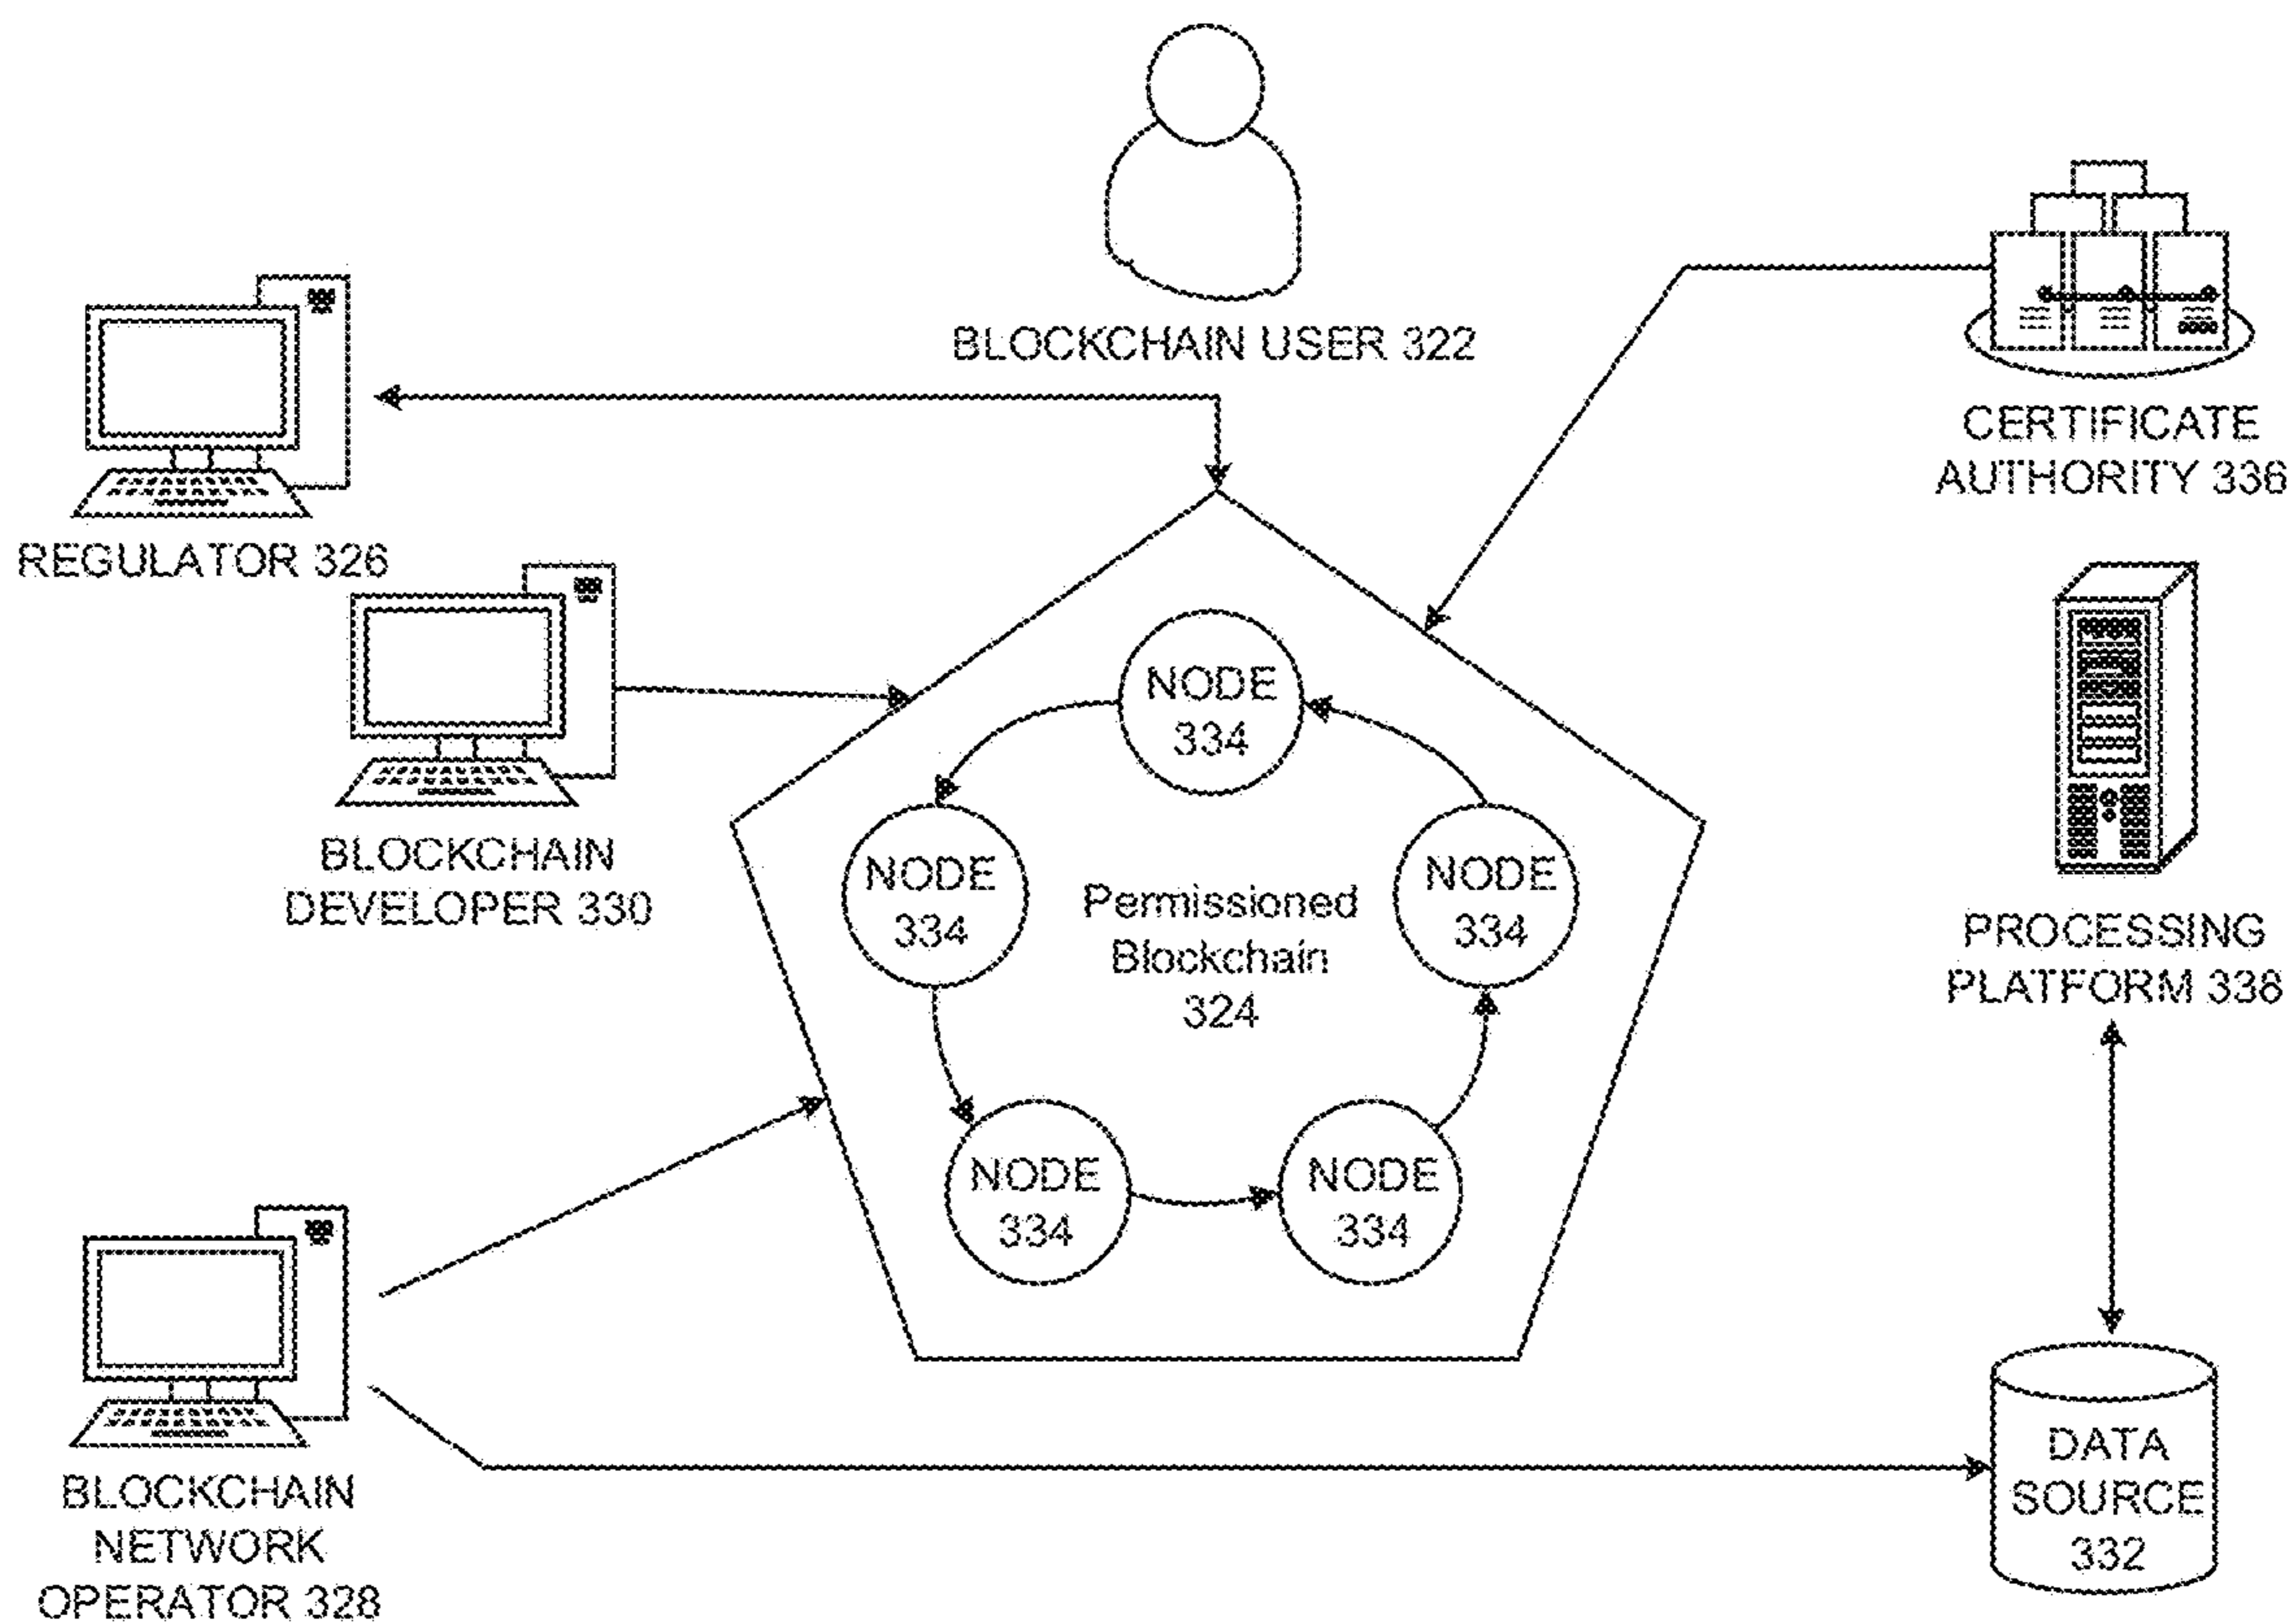 BLOCKCHAIN USER 322
CERTIFICATE
AUTHORITY 336
REGULATOR 326
BLOCKCHAIN
DEVELOPER 330
NODE
334
NODE
334
Permissioned
Blockchain
324
NODE
334
NODE
334
NODE
334
PROCESSING
PLATFORM 338
BLOCKCHAIN
NETWORK
OPERATOR 328
DATA
SOURCE
332